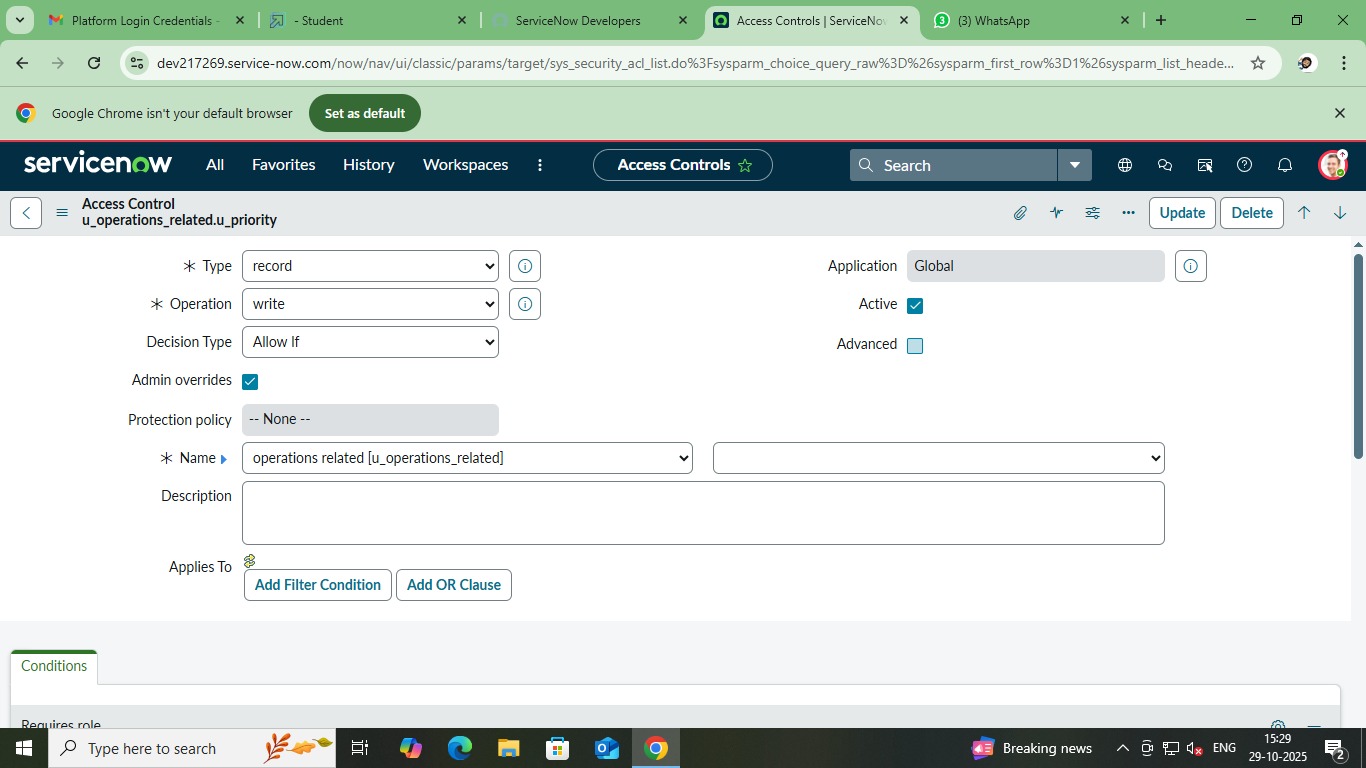 Platform Login Credentials -
- Student
ServiceNow Developers
Access Controls | ServiceNo
(3) WhatsApp
dev217269.service-now.com/now/nav/ui/classic/params/target/sys_security_acl_list.do%3Fsysparm_choice_query_raw%3D%26sysparm_first_row%3D1%26sysparm_list_heade...
Google Chrome isn't your default browser
Set as default
servicenow
All
Favorites
History
Workspaces
Access Controls
Search
Access Control
u_operations_related.u_priority
Update
Delete
Type
record
Application
Global
Operation
write
Active
Decision Type
Allow If
Advanced
Admin overrides
Protection policy
-- None --
Name
operations related [u_operations_related]
Description
Applies To
Add Filter Condition
Add OR Clause
Conditions
Requires role
Type here to search
Breaking news
ENG
15:29
29-10-2025
2